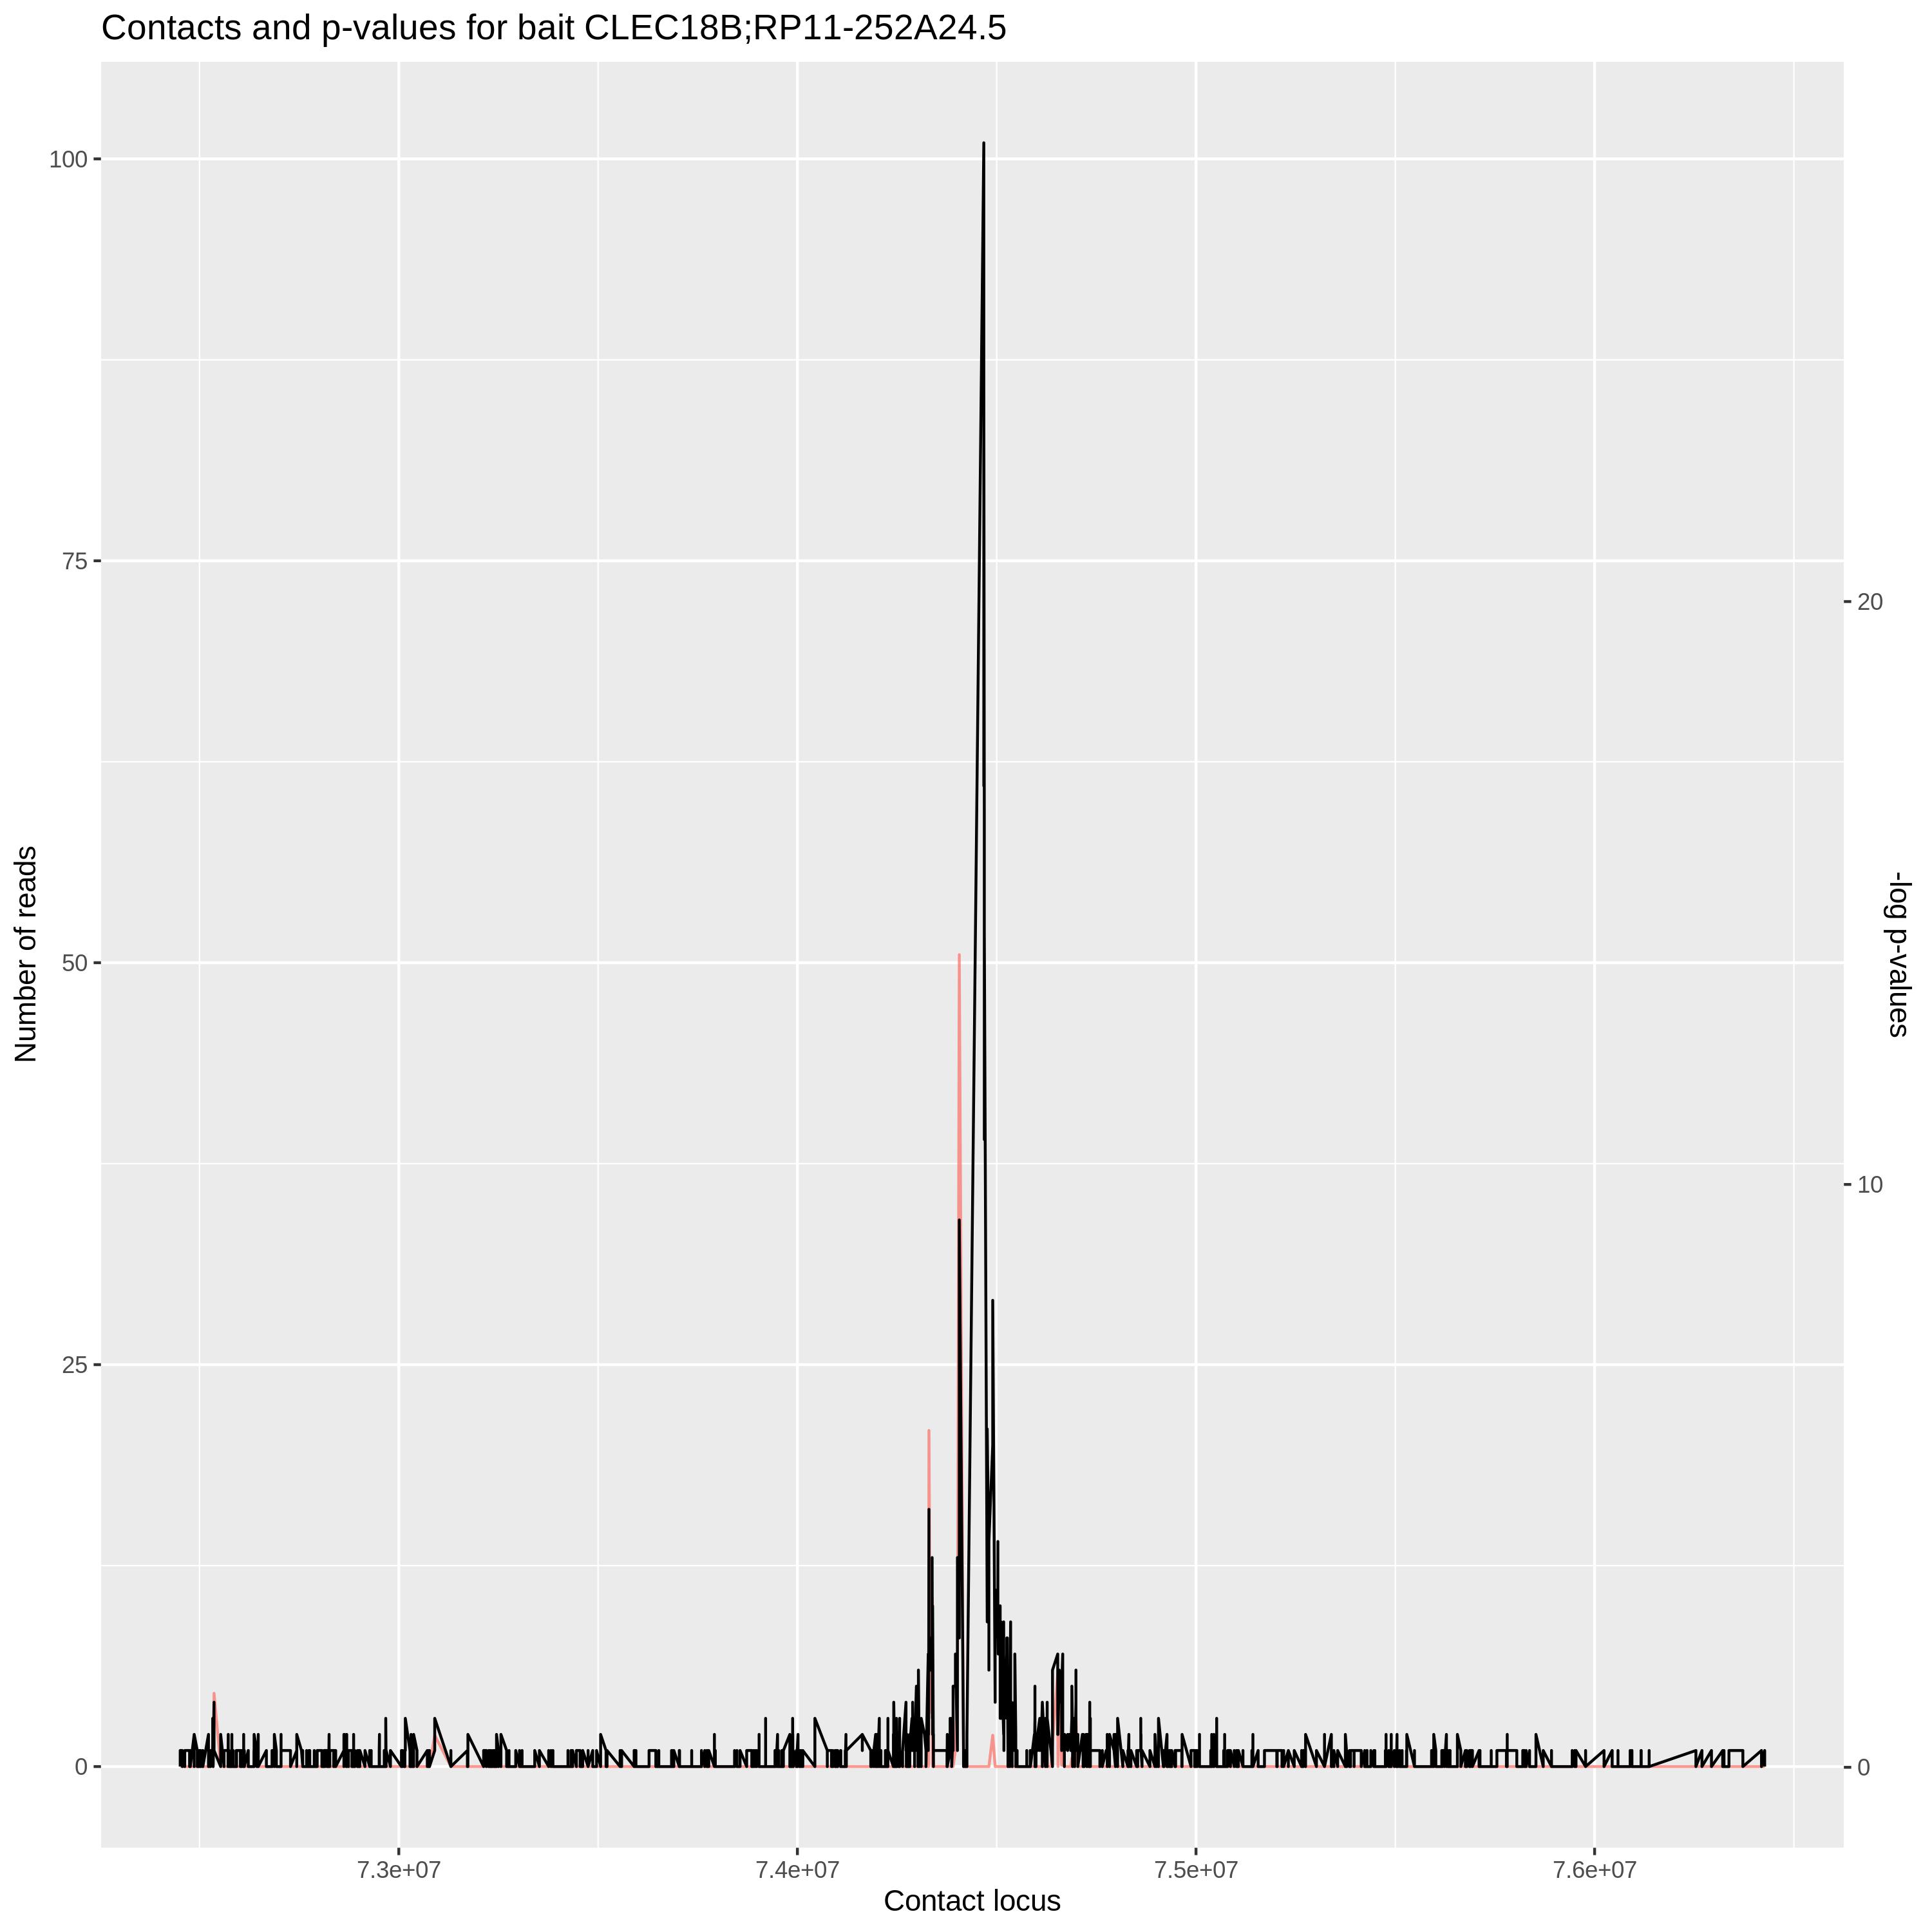 Contacts and p-values for bait CLEC18B;RP11-252A24.5
100
75
50
25
0
Number of reads
20
10
0
-log p-values
7.3e+07
7.4e+07
7.5e+07
7.6e+07
Contact locus